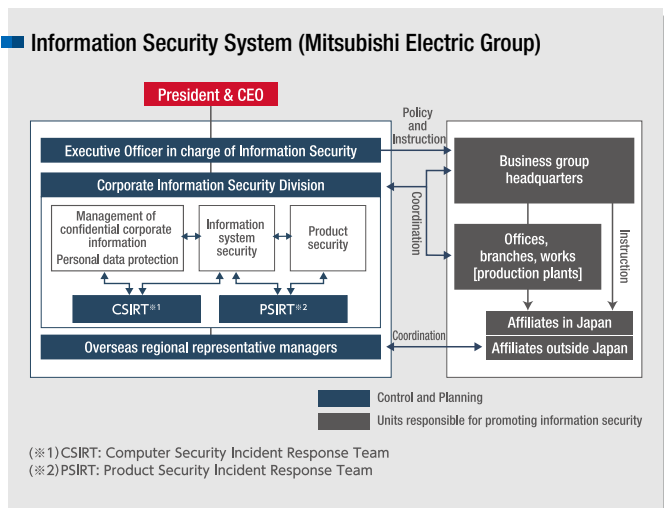 Information Security System (Mitsubishi Electric Group)
President & CEO
Policy
and
Instruction
Executive Officer in charge of Information Security
Business group
headquarters
Corporate Information Security Division
Coordination
Management of
confidential corporate
information
Personal data protection
Information
system
security
Product
security
Offices,
branches, works
[production plants]
Instruction
CSIRT※1
PSIRT※2
Affiliates in Japan
Overseas regional representative managers
Coordination
Affiliates outside Japan
Control and Planning
Units responsible for promoting information security
(※1)CSIRT: Computer Security Incident Response Team
(※2)PSIRT: Product Security Incident Response Team